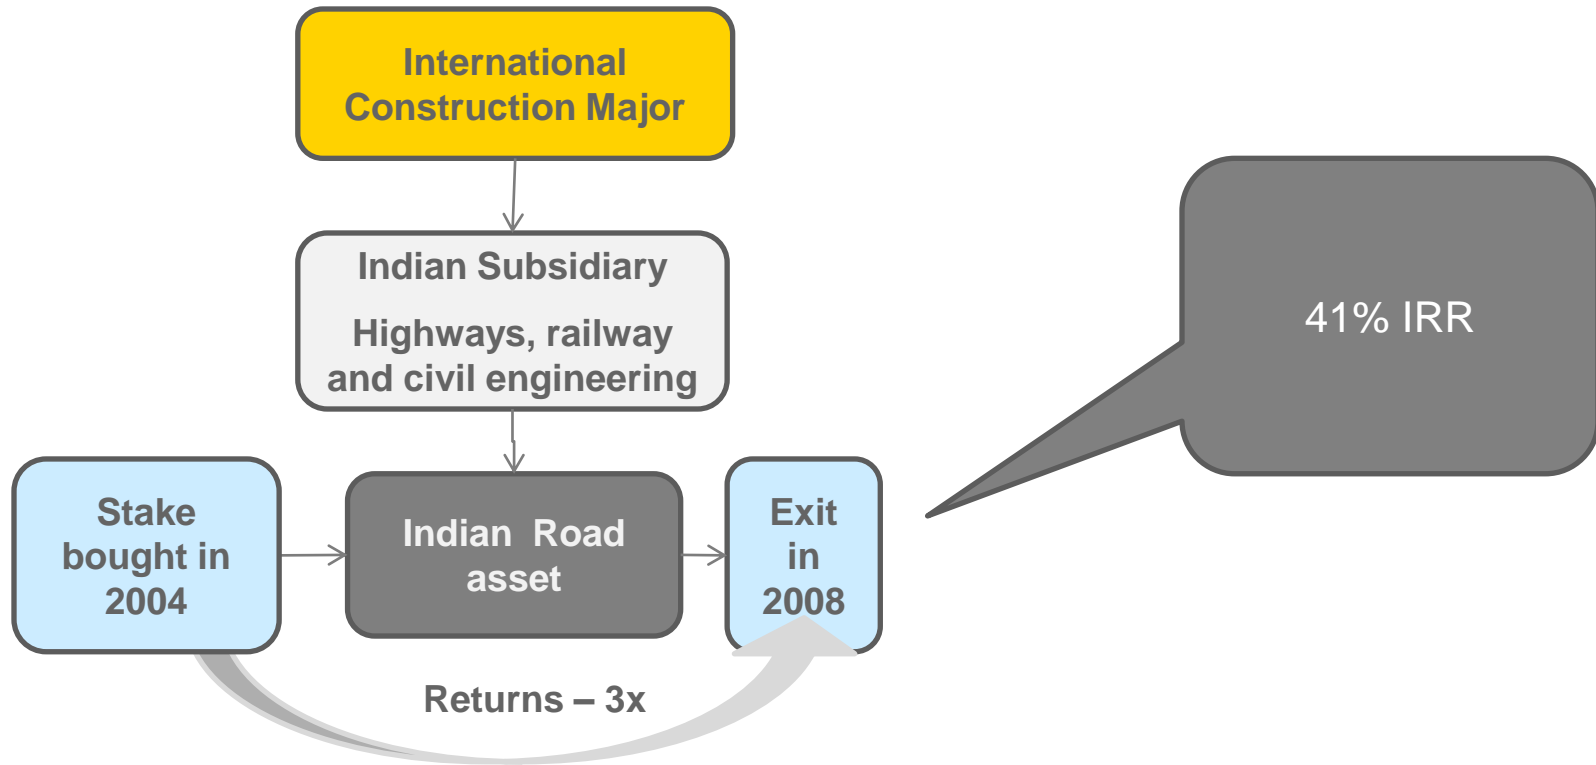 International
Construction Major
Indian Subsidiary
Highways, railway
and civil engineering
41% IRR
Stake
bought in
2004
Indian Road
asset
Exit
in
2008
Returns – 3x